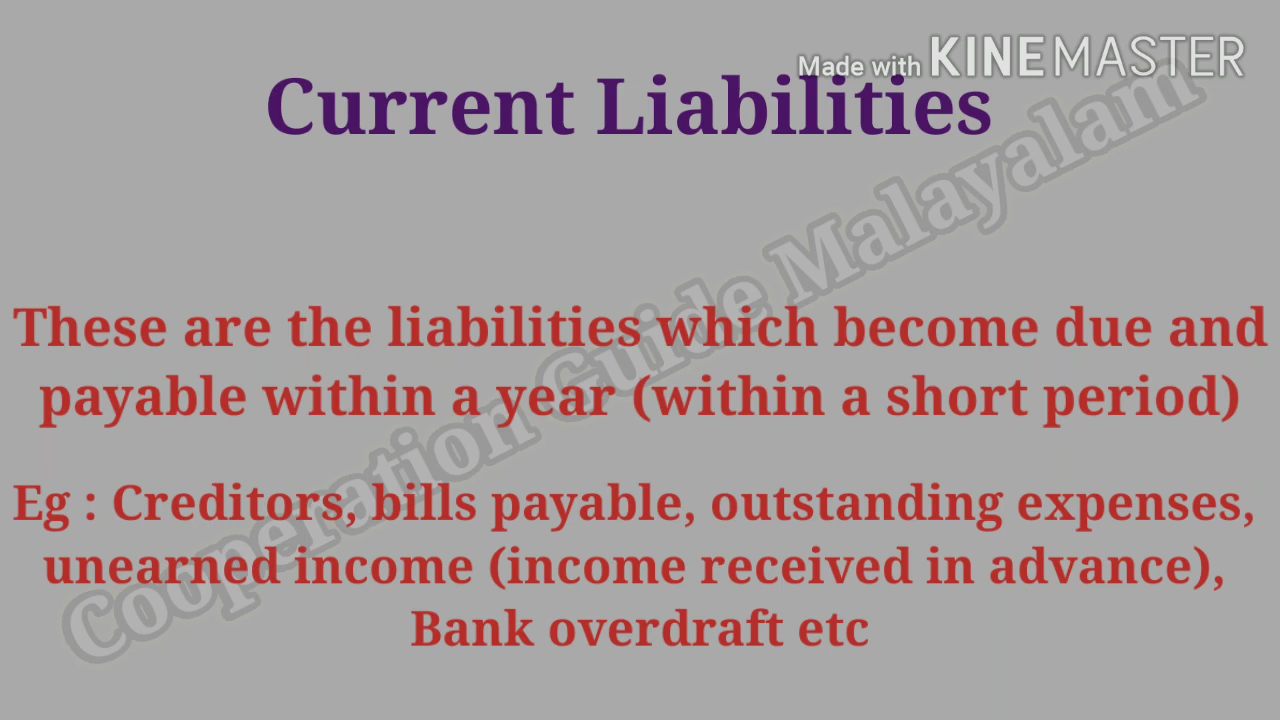 Made with KINEMASTER
Current Liabilities
Cooperation Guide Malayalam
These are the liabilities which become due and
payable within a year (within a short period)
Eg : Creditors, bills payable, outstanding expenses,
unearned income (income received in advance),
Bank overdraft etc